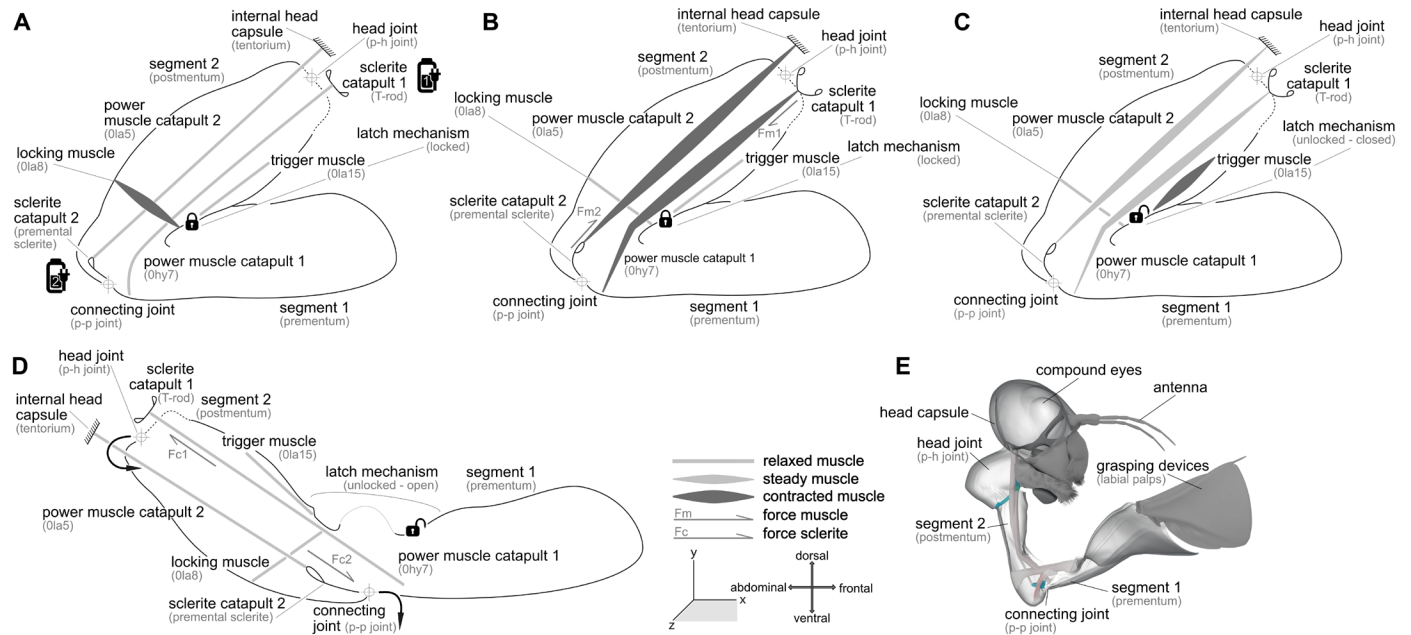 A
internal head
capsule
(tentorium)
head joint
(p-h joint)
segment 2
(postmentum)
sclerite
catapult 1
(T-rod)
1
power
muscle catapult 2
(0la5)
latch mechanism
(locked)
locking muscle
(0la8)
trigger muscle
(0la15)
sclerite
catapult 2
(premental
sclerite)
2
power muscle catapult 1
(0hy7)
connecting joint
(p-p joint)
segment 1
(prementum)
B
internal head capsule
(tentorium)
head joint
(p-h joint)
segment 2
(postmentum)
sclerite
catapult 1
(T-rod)
locking muscle
(0la8)
power muscle catapult 2
(0la5)
Fm1
latch mechanism
(locked)
trigger muscle
(0la15)
sclerite catapult 2
(premental sclerite)
Fm2
power muscle catapult 1
(0hy7)
connecting joint
(p-p joint)
segment 1
(prementum)
C
internal head capsule
(tentorium)
head joint
(p-h joint)
segment 2
(postmentum)
sclerite
catapult 1
(T-rod)
locking muscle
(0la8)
power muscle catapult 2
(0la5)
latch mechanism
(unlocked - closed)
trigger muscle
(0la15)
sclerite catapult 2
(premental sclerite)
power muscle catapult 1
(0hy7)
connecting joint
(p-p joint)
segment 1
(prementum)
D
head joint
(p-h joint)
sclerite
catapult 1
(T-rod)
internal head
capsule
(tentorium)
segment 2
(postmentum)
trigger muscle
(0la15)
Fc1
latch mechanism
(unlocked - open)
segment 1
(prementum)
power muscle catapult 2
(0la5)
locking muscle
(0la8)
Fc2
power muscle catapult 1
(0hy7)
sclerite catapult 2
(premental sclerite)
connecting
joint (p-p joint)
relaxed muscle
steady muscle
contracted muscle
Fm
force muscle
Fc
force sclerite
y
x
z
dorsal
abdominal
frontal
ventral
E
compound eyes
antenna
head capsule
head joint
(p-h joint)
grasping devices
(labial palps)
segment 2
(postmentum)
segment 1
(prementum)
connecting joint
(p-p joint)